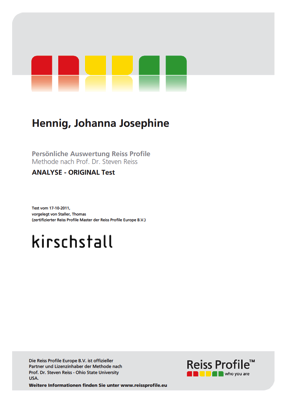 Hennig, Johanna Josephine
Persönliche Auswertung Reiss Profile
Methode nach Prof. Dr. Steven Reiss
ANALYSE - ORIGINAL Test
Test vom 17-10-2011,
vorgelegt von Staller, Thomas
(zertifizierter Reiss Profile Master der Reiss Profile Europe B.V.)
kirschstall
Die Reiss Profile Europe B.V. ist offizieller
Partner und Lizenzinhaber der Methode nach
Prof. Dr. Steven Reiss - Ohio State University
USA.
Weitere Informationen finden Sie unter www.reissprofile.eu
Reiss Profile™
who you are